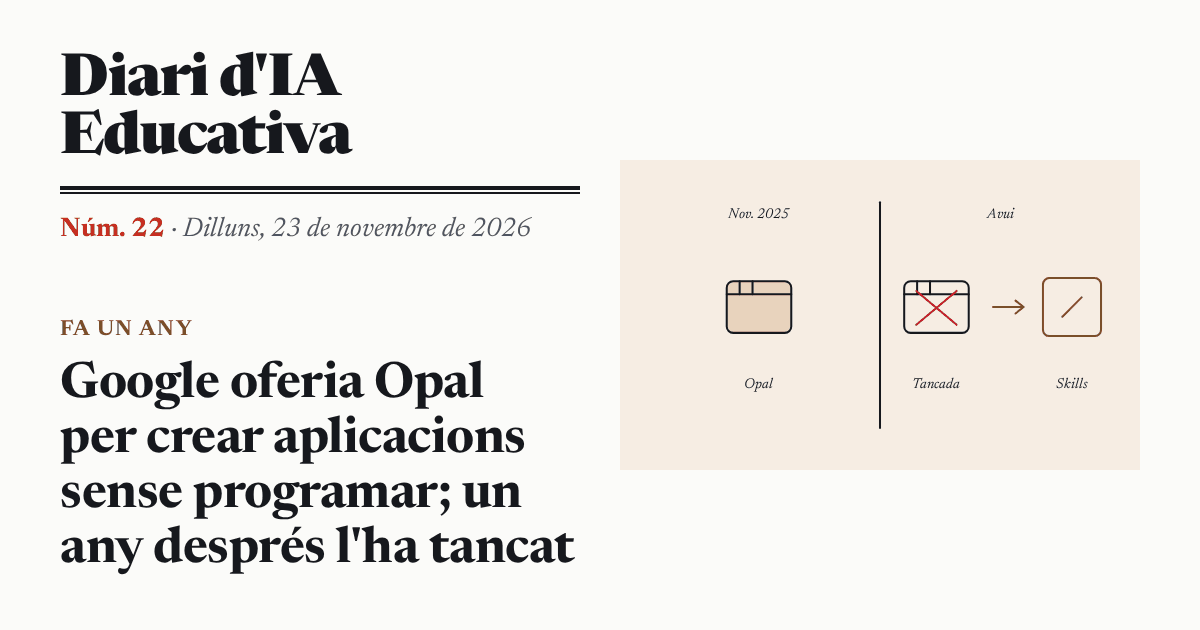 Diari d'IA
Educativa
Núm. 22 · Dilluns, 23 de novembre de 2026
FA UN ANY
Google oferia Opal
per crear aplicacions
sense programar; un
any després l'ha tancat
Nov. 2025
Avui
Opal
Tancada
Skills